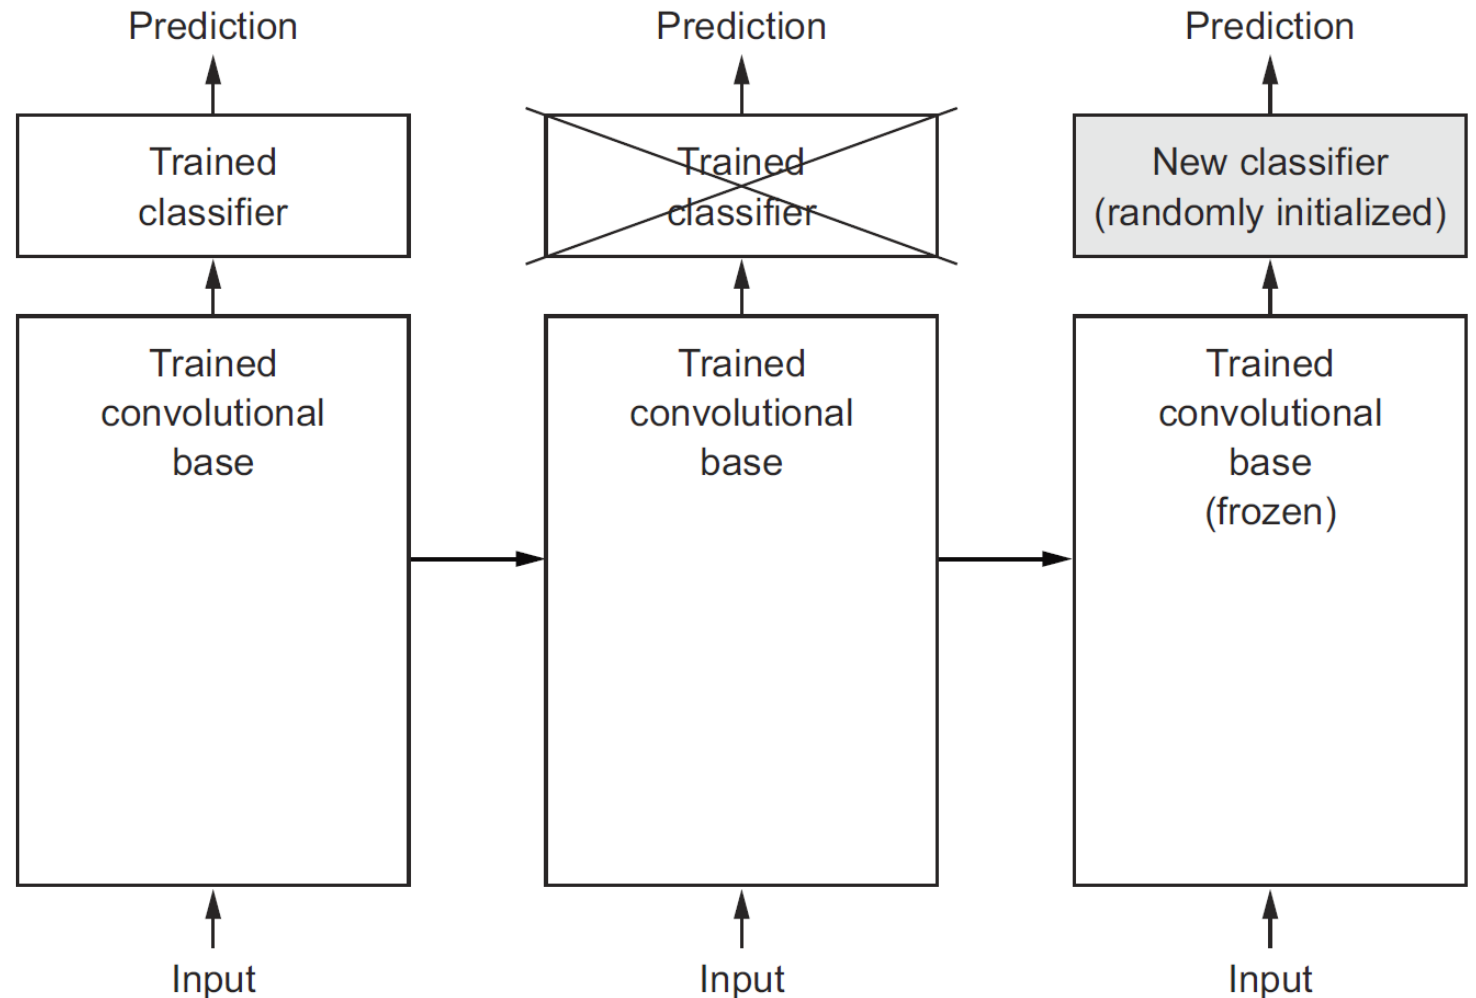 Prediction
Trained
classifier
Trained
convolutional
base
Input
Prediction
Trained
classifier
Trained
convolutional
base
Input
Prediction
New classifier
(randomly initialized)
Trained
convolutional
base
(frozen)
Input